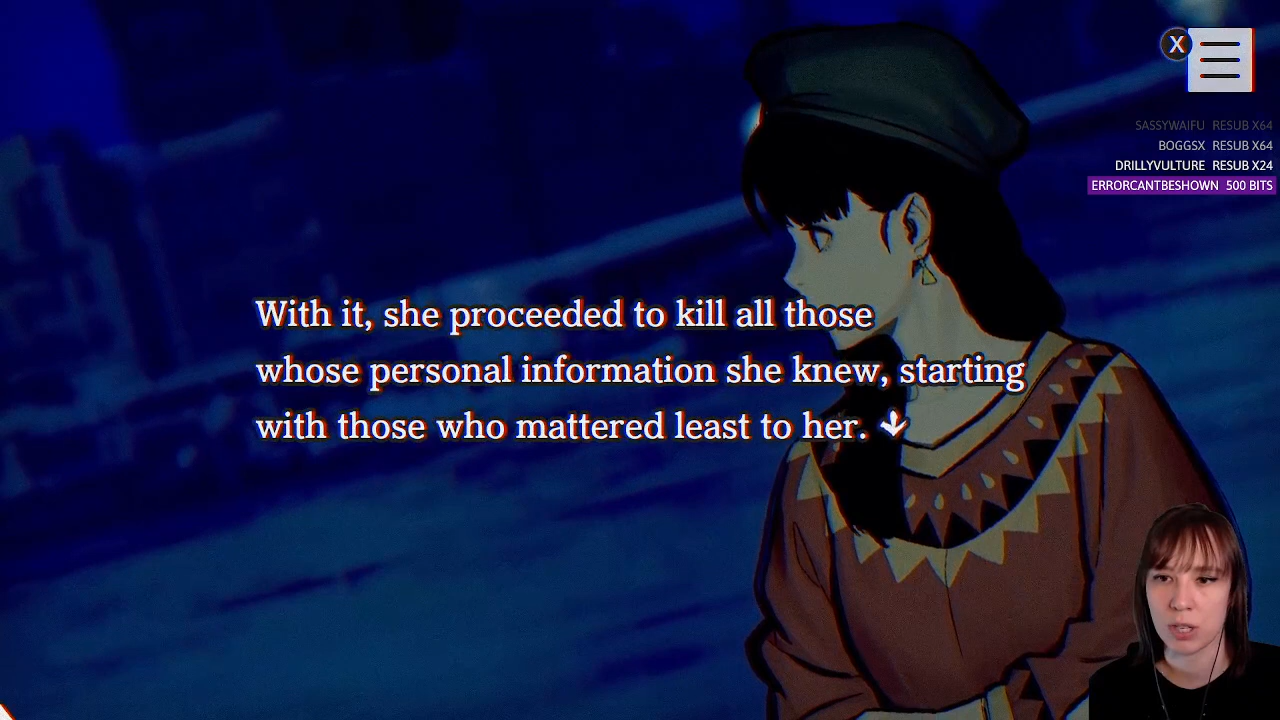 X
SASSYWAIFU RESUB X64
BOGGSX RESUB X64
DRILLYVULTURE RESUB X24
ERRORCANTBESHOWN 500 BITS
With it, she proceeded to kill all those
whose personal information she knew, starting
with those who mattered least to her.